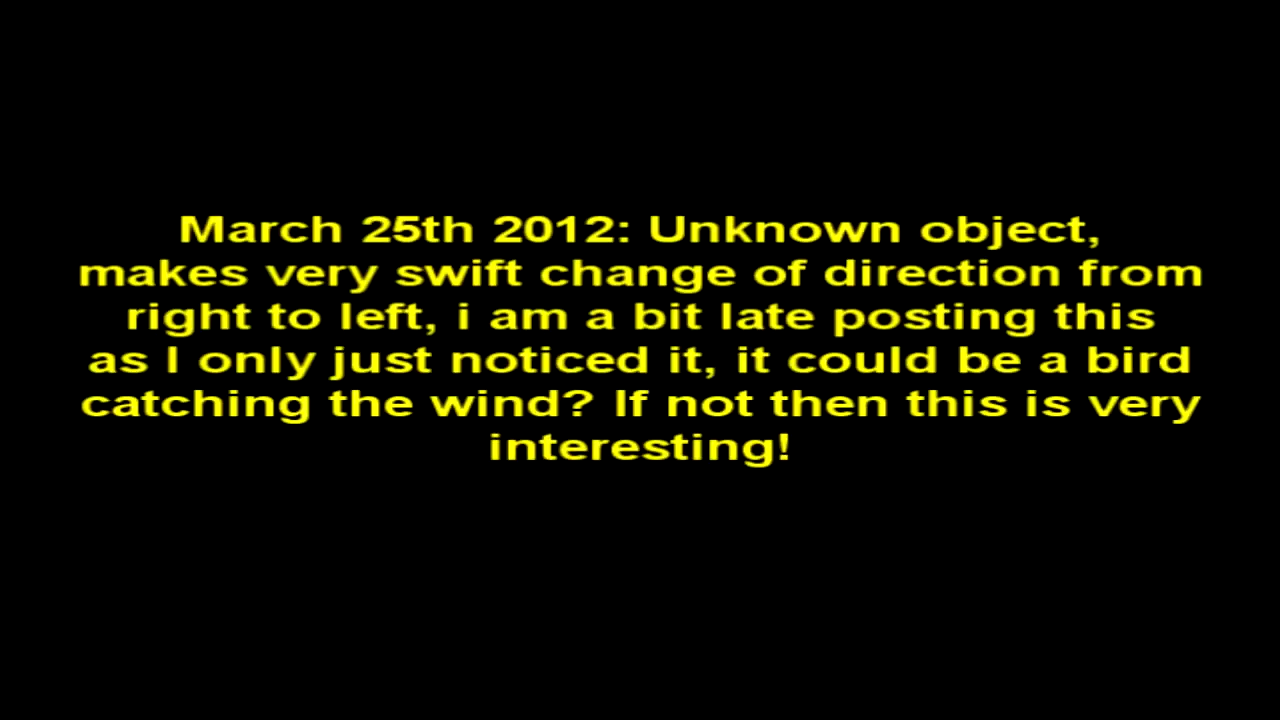 March 25th 2012: Unknown object,
makes very swift change of direction from
right to left, i am a bit late posting this
as I only just noticed it, it could be a bird
catching the wind? If not then this is very
interesting!